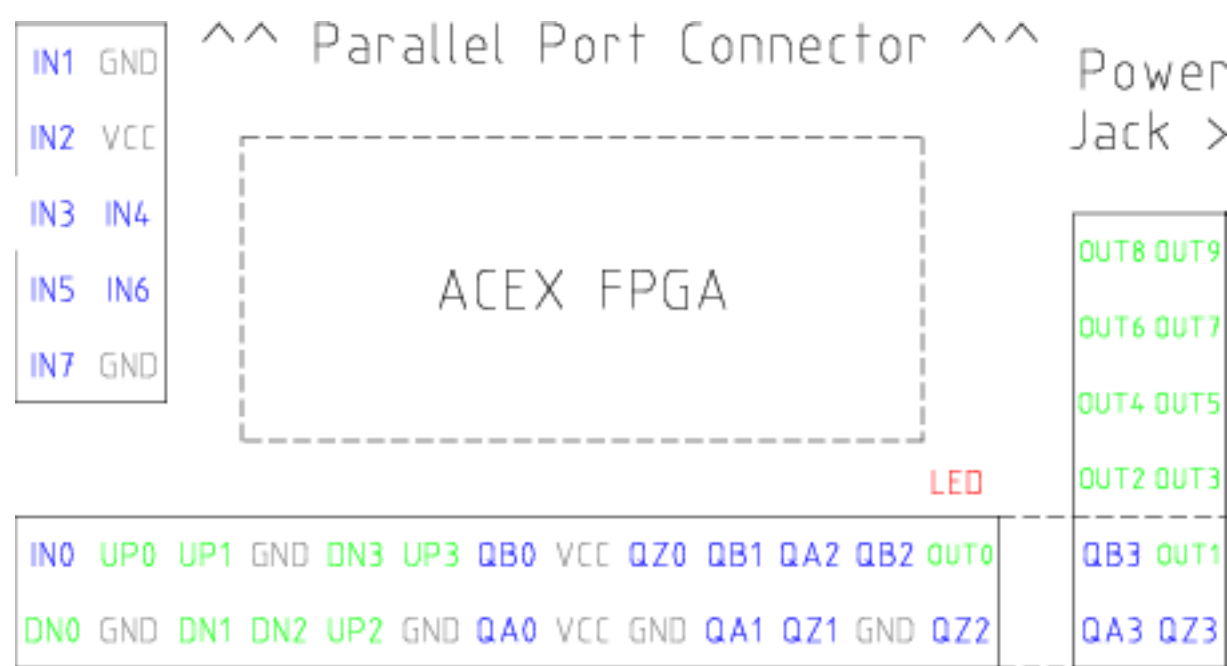 ^^ Parallel Port Connector ^^
Power
Jack >
IN1 GND
IN2 VCC
IN3 IN4
IN5 IN6
IN7 GND
ACEX FPGA
OUT8 OUT9
OUT6 OUT7
OUT4 OUT5
OUT2 OUT3
LED
IN0 UP0 UP1 GND DN3 UP3 QB0 VCC QZ0 QB1 QA2 QB2 OUT0
DN0 GND DN1 DN2 UP2 GND QA0 VCC GND QA1 QZ1 GND QZ2
QB3 OUT1
QA3 QZ3